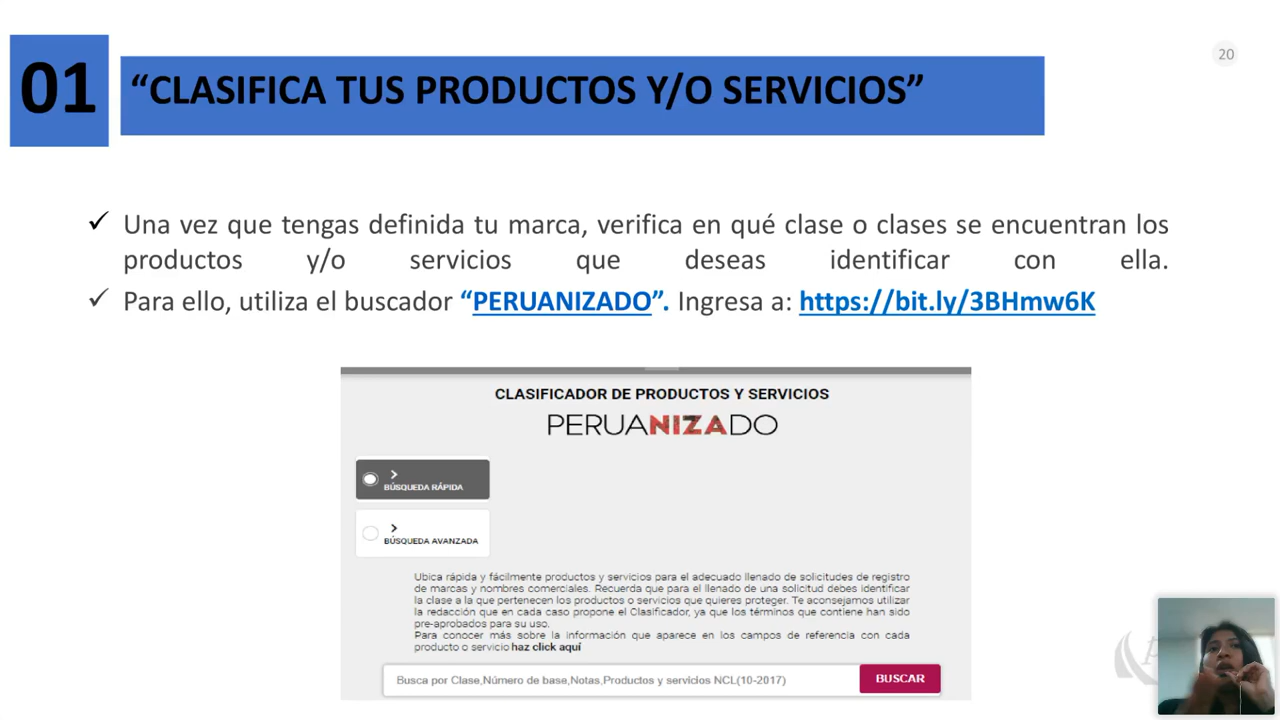 20
01
“CLASIFICA TUS PRODUCTOS Y/O SERVICIOS”
✓ Una vez que tengas definida tu marca, verifica en qué clase o clases se encuentran los
productos y/o servicios que deseas identificar con ella.
✓ Para ello, utiliza el buscador “PERUANIZADO”. Ingresa a: https://bit.ly/3BHmw6K
CLASIFICADOR DE PRODUCTOS Y SERVICIOS
PERUANIZADO
BÚSQUEDA RÁPIDA
BÚSQUEDA AVANZADA
Ubica rápida y fácilmente productos y servicios para el adecuado llenado de solicitudes de registro
de marcas y nombres comerciales. Recuerda que para el llenado de una solicitud debes identificar
la clase a la que pertenecen los productos o servicios que quieres proteger. Te aconsejamos utilizar
la redacción que en cada caso propone el Clasificador, ya que los términos que contiene han sido
pre-aprobados para su uso.
Para conocer más sobre la información que aparece en los campos de referencia con cada
producto o servicio haz click aquí
Busca por Clase,Número de base,Notas,Productos y servicios NCL(10-2017)
BUSCAR